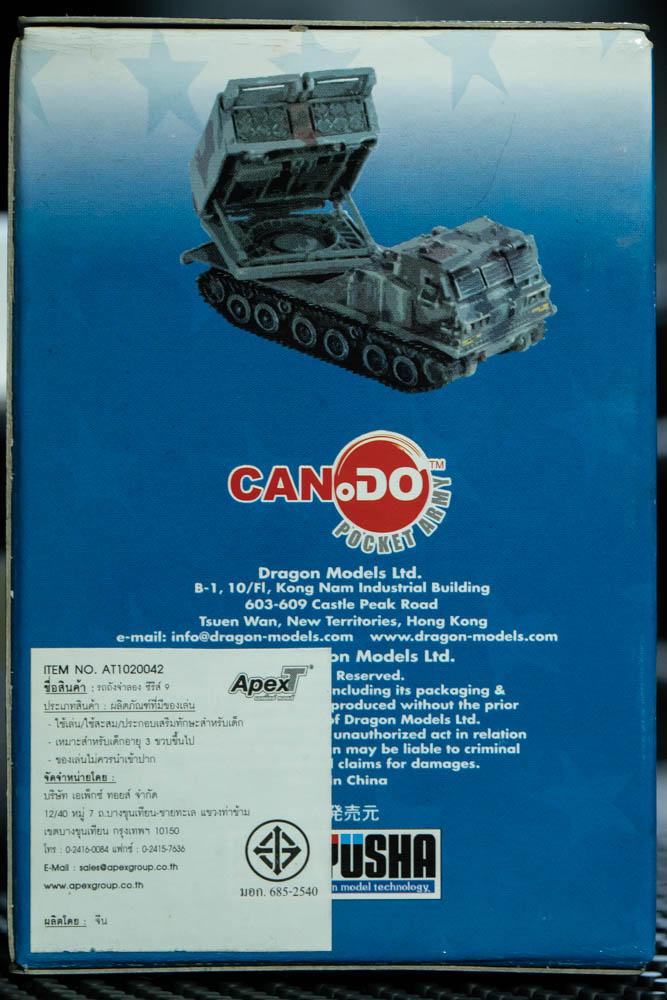 CAN.DO TM
POCKET ARMY
Dragon Models Ltd.
B-1, 10/Fl, Kong Nam Industrial Building
603-609 Castle Peak Road
Tsuen Wan, New Territories, Hong Kong
e-mail: info@dragon-models.com www.dragon-models.com
on Models Ltd.
Reserved.
ncluding its packaging &
produced without the prior
of Dragon Models Ltd.
unauthorized act in relation
n may be liable to criminal
claims for damages.
in China
発売元
YUSHA
n model technology.
ITEM NO. AT1020042
ApexT
ชื่อสินค้า : รถถังจำลอง ซีรีส์ 9
ประเภทสินค้า : ผลิตภัณฑ์ที่มีของเล่น
- ใช้เล่น/ใช้สะสม/ประกอบเสริมทักษะสำหรับเด็ก
- เหมาะสำหรับเด็กอายุ 3 ขวบขึ้นไป
- ของเล่นไม่ควรนำเข้าปาก
จัดจำหน่ายโดย :
บริษัท เอเพ็กซ์ ทอยส์ จำกัด
12/40 หมู่ 7 ถ.บางขุนเทียน-ชายทะเล แขวงท่าข้าม
เขตบางขุนเทียน กรุงเทพฯ 10150
โทร : 0-2416-0084 แฟกซ์ : 0-2415-7636
E-Mail : sales@apexgroup.co.th
www.apexgroup.co.th
มอก. 685-2540
ผลิตโดย : จีน